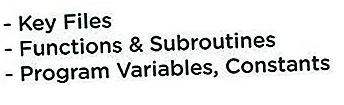 - Key Files
- Functions & Subroutines
- Program Variables, Constants